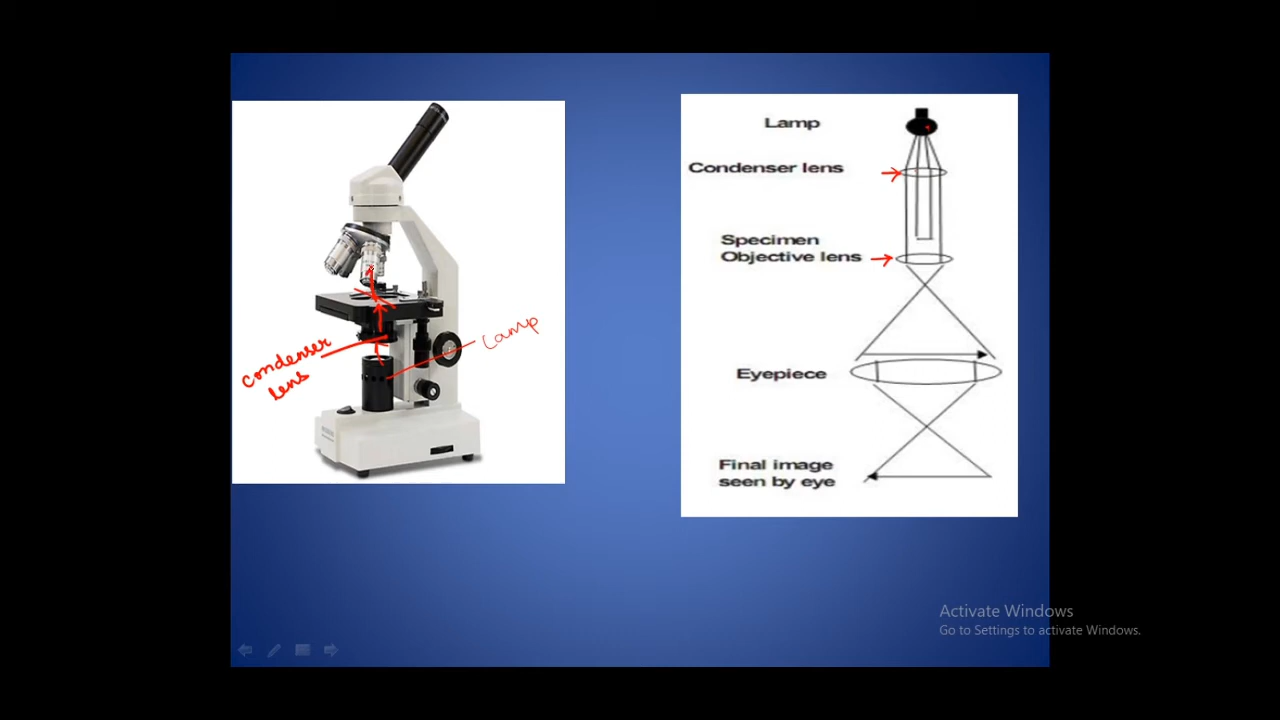 Condenser
lens
Lamp
Lamp
Condenser lens
Specimen
Objective lens
Eyepiece
Final image
seen by eye
Activate Windows
Go to Settings to activate Windows.